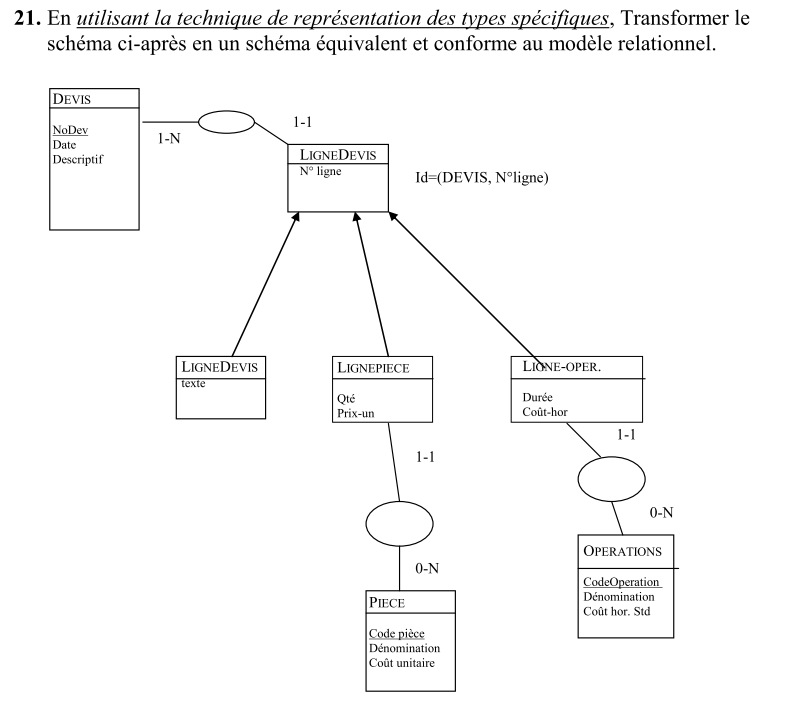 21. En utilisant la technique de représentation des types spécifiques, Transformer le
schéma ci-après en un schéma équivalent et conforme au modèle relationnel.
DEVIS
NoDev
Date
Descriptif
1-N
1-1
LIGNEDEVIS
N° ligne
Id=(DEVIS, N°ligne)
LIGNEDEVIS
texte
LIGNEPIECE
Qté
Prix-un
LIGNE-OPER.
Durée
Coût-hor
1-1
1-1
0-N
0-N
OPERATIONS
CodeOperation
Dénomination
Coût hor. Std
PIECE
Code pièce
Dénomination
Coût unitaire